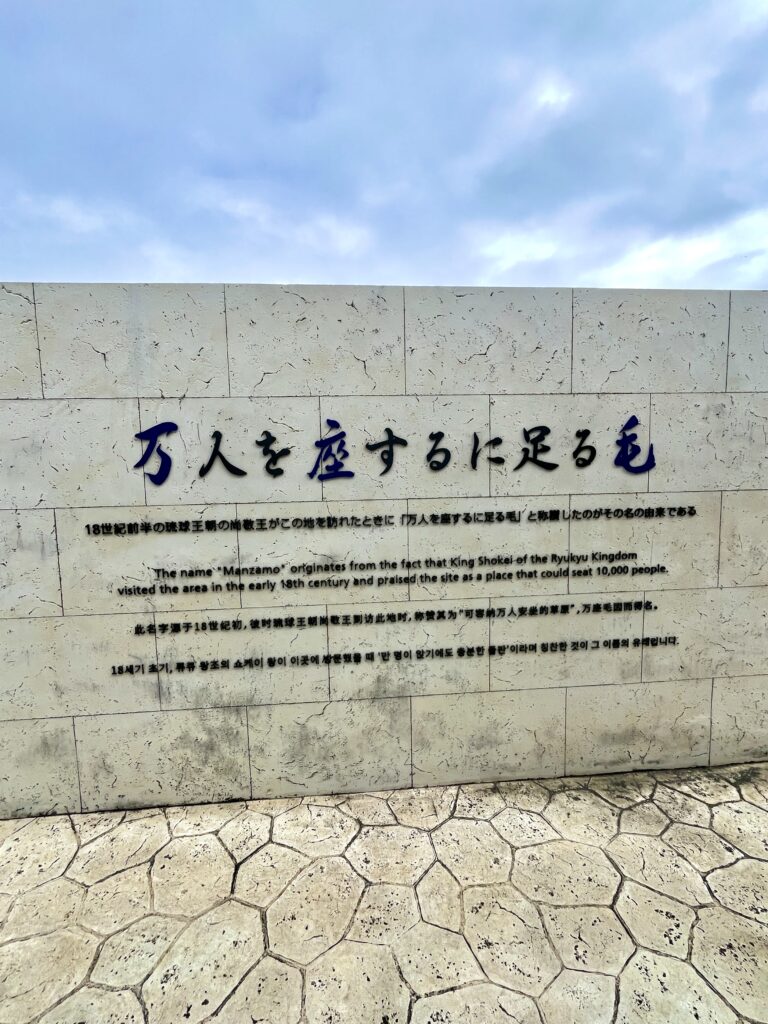 万人を座するに足る毛
18世紀前半の琉球王朝の尚敬王がこの地を訪れたときに「万人を座するに足る毛」と称賛したのがその名の由来である
The name "Manzamo" originates from the fact that King Shokei of the Ryukyu Kingdom
visited the area in the early 18th century and praised the site as a place that could seat 10,000 people.
此名字源于18世纪初，彼时琉球王朝尚敬王到访此地时，称赞其为“可容纳万人安坐的草原”，万座毛因而得名。
18세기 초기, 류큐 왕조의 쇼케이 왕이 이곳에 방문했을 때 '만 명이 앉기에도 충분한 들판'이라며 칭찬한 것이 그 이름의 유래입니다.